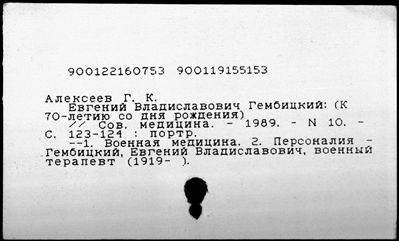 900122160753 900119155153
Алексеев Г. К.
Евгений Владиславович Гембицкий: (К
70-летию со дня рождения)
// Сов. медицина. - 1989. - N 10. -
С. 123-124 : портр.
--1. Военная медицина. 2. Персоналия -
Гембицкий, Евгений Владиславович, военный
терапевт (1919- ).